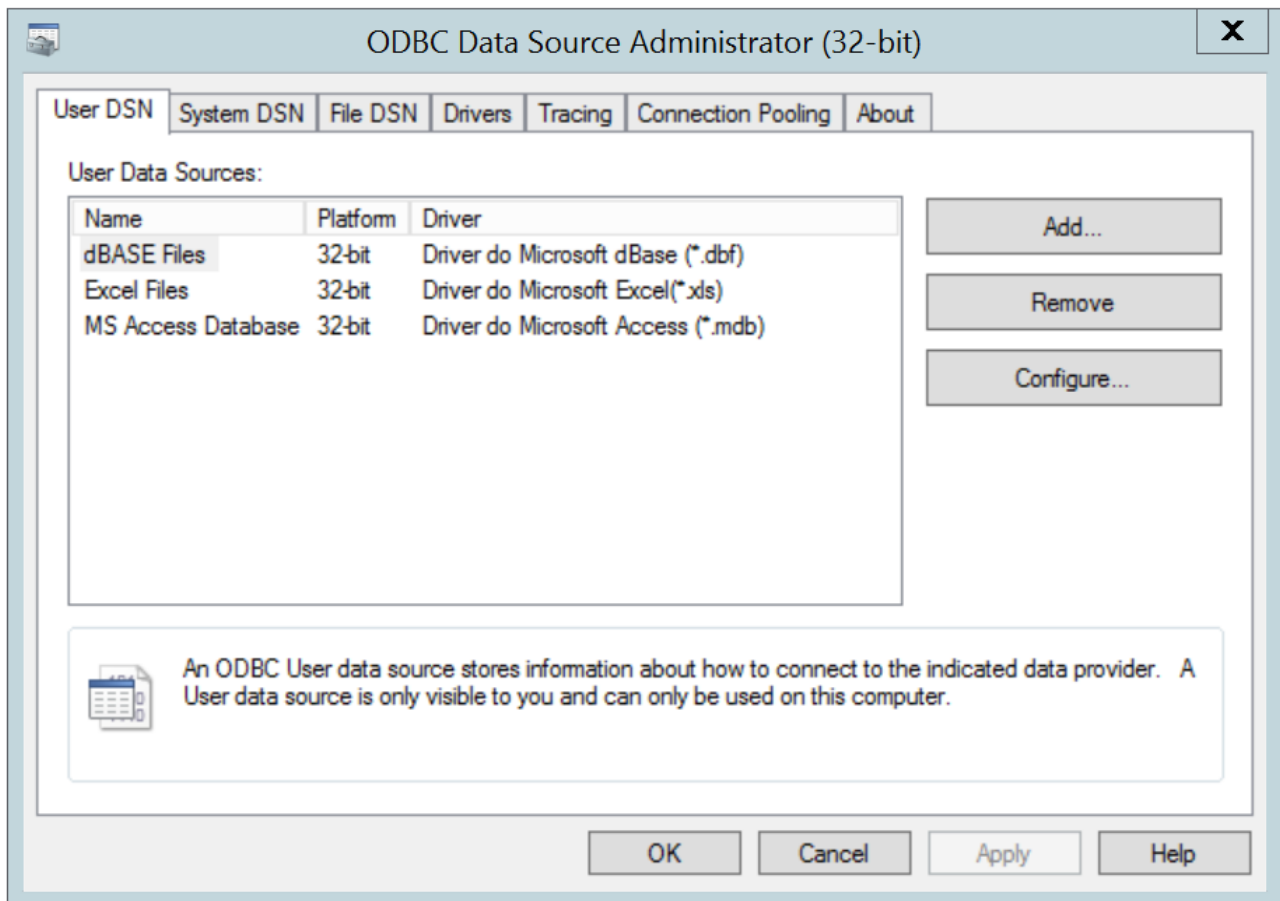 ODBC Data Source Administrator (32-bit)
X
User DSN System DSN File DSN Drivers Tracing Connection Pooling About
User Data Sources:
Name Platform Driver
dBASE Files 32-bit Driver do Microsoft dBase (*.dbf)
Excel Files 32-bit Driver do Microsoft Excel(*.xls)
MS Access Database 32-bit Driver do Microsoft Access (*.mdb)
Add...
Remove
Configure...
An ODBC User data source stores information about how to connect to the indicated data provider. A
User data source is only visible to you and can only be used on this computer.
OK Cancel Apply Help